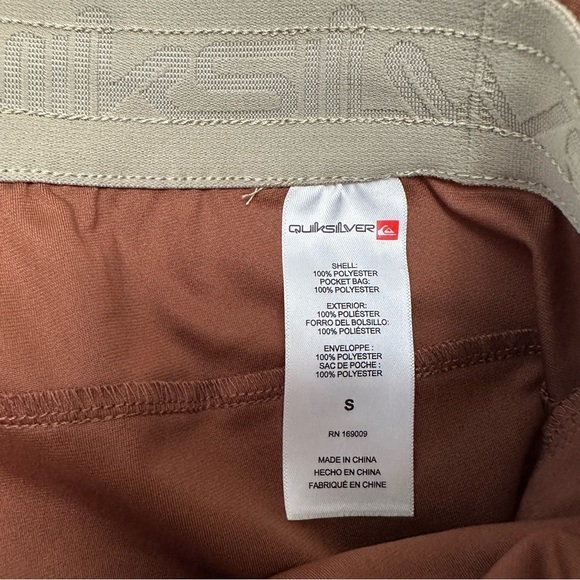 uiksilv
QUIKSILVER
SHELL:
100% POLYESTER
POCKET BAG:
100% POLYESTER
EXTERIOR:
100% POLIÉSTER
FORRO DEL BOLSILLO:
100% POLIÉSTER
ENVELOPPE :
100% POLYESTER
SAC DE POCHE :
100% POLYESTER
S
RN 169009
MADE IN CHINA
HECHO EN CHINA
FABRIQUÉ EN CHINE